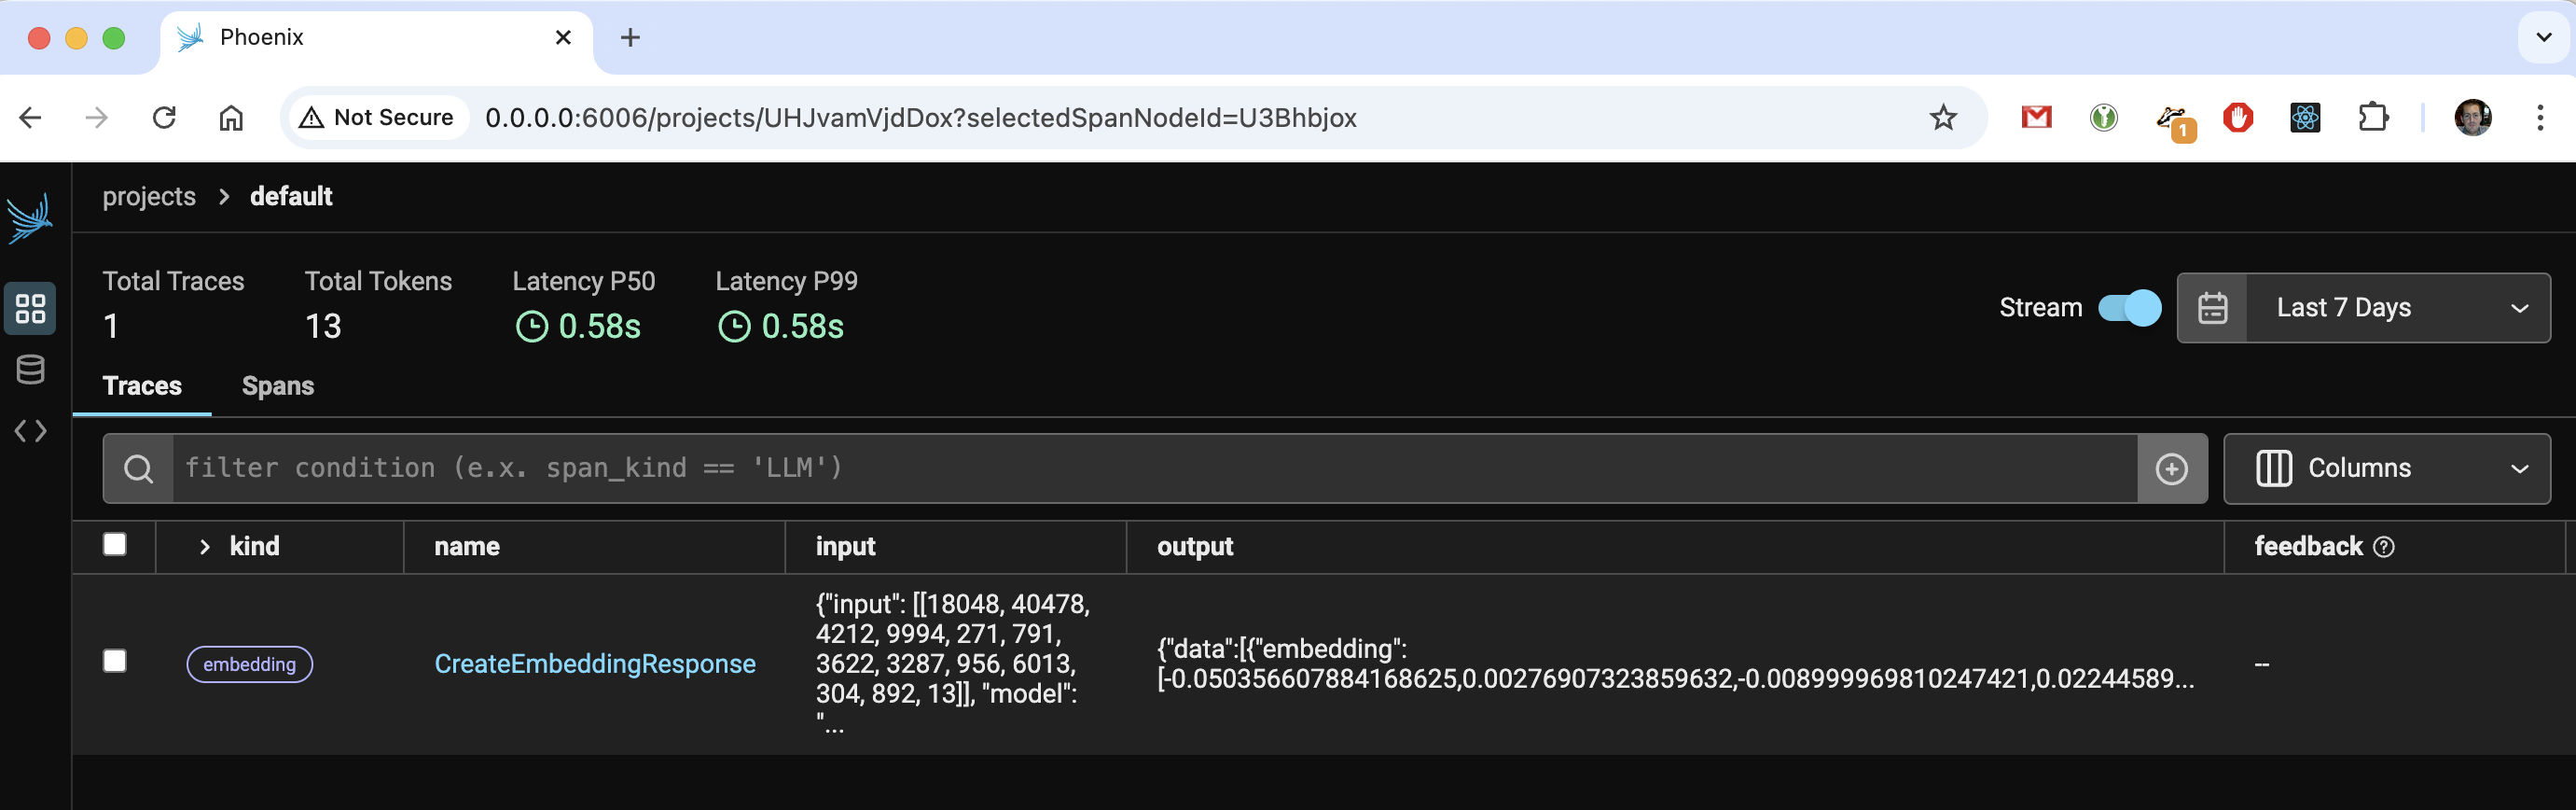 Phoenix
Not Secure
0.0.0.0:6006/projects/UHJvamVjdDox?selectedSpanNodeId=U3Bhbjox
1
projects > default
Total Traces
Total Tokens
Latency P50
Latency P99
1
13
0.58s
0.58s
Stream
Last 7 Days
Traces
Spans
filter condition (e.x. span_kind == 'LLM')
Columns
kind
name
input
output
feedback
embedding
CreateEmbeddingResponse
{"input": [[18048, 40478,
4212, 9994, 271, 791,
3622, 3287, 956, 6013,
304, 892, 13]], "model":
"...
{"data":[{"embedding":
[-0.050356607884168625,0.00276907323859632,-0.008999969810247421,0.02244589...
--